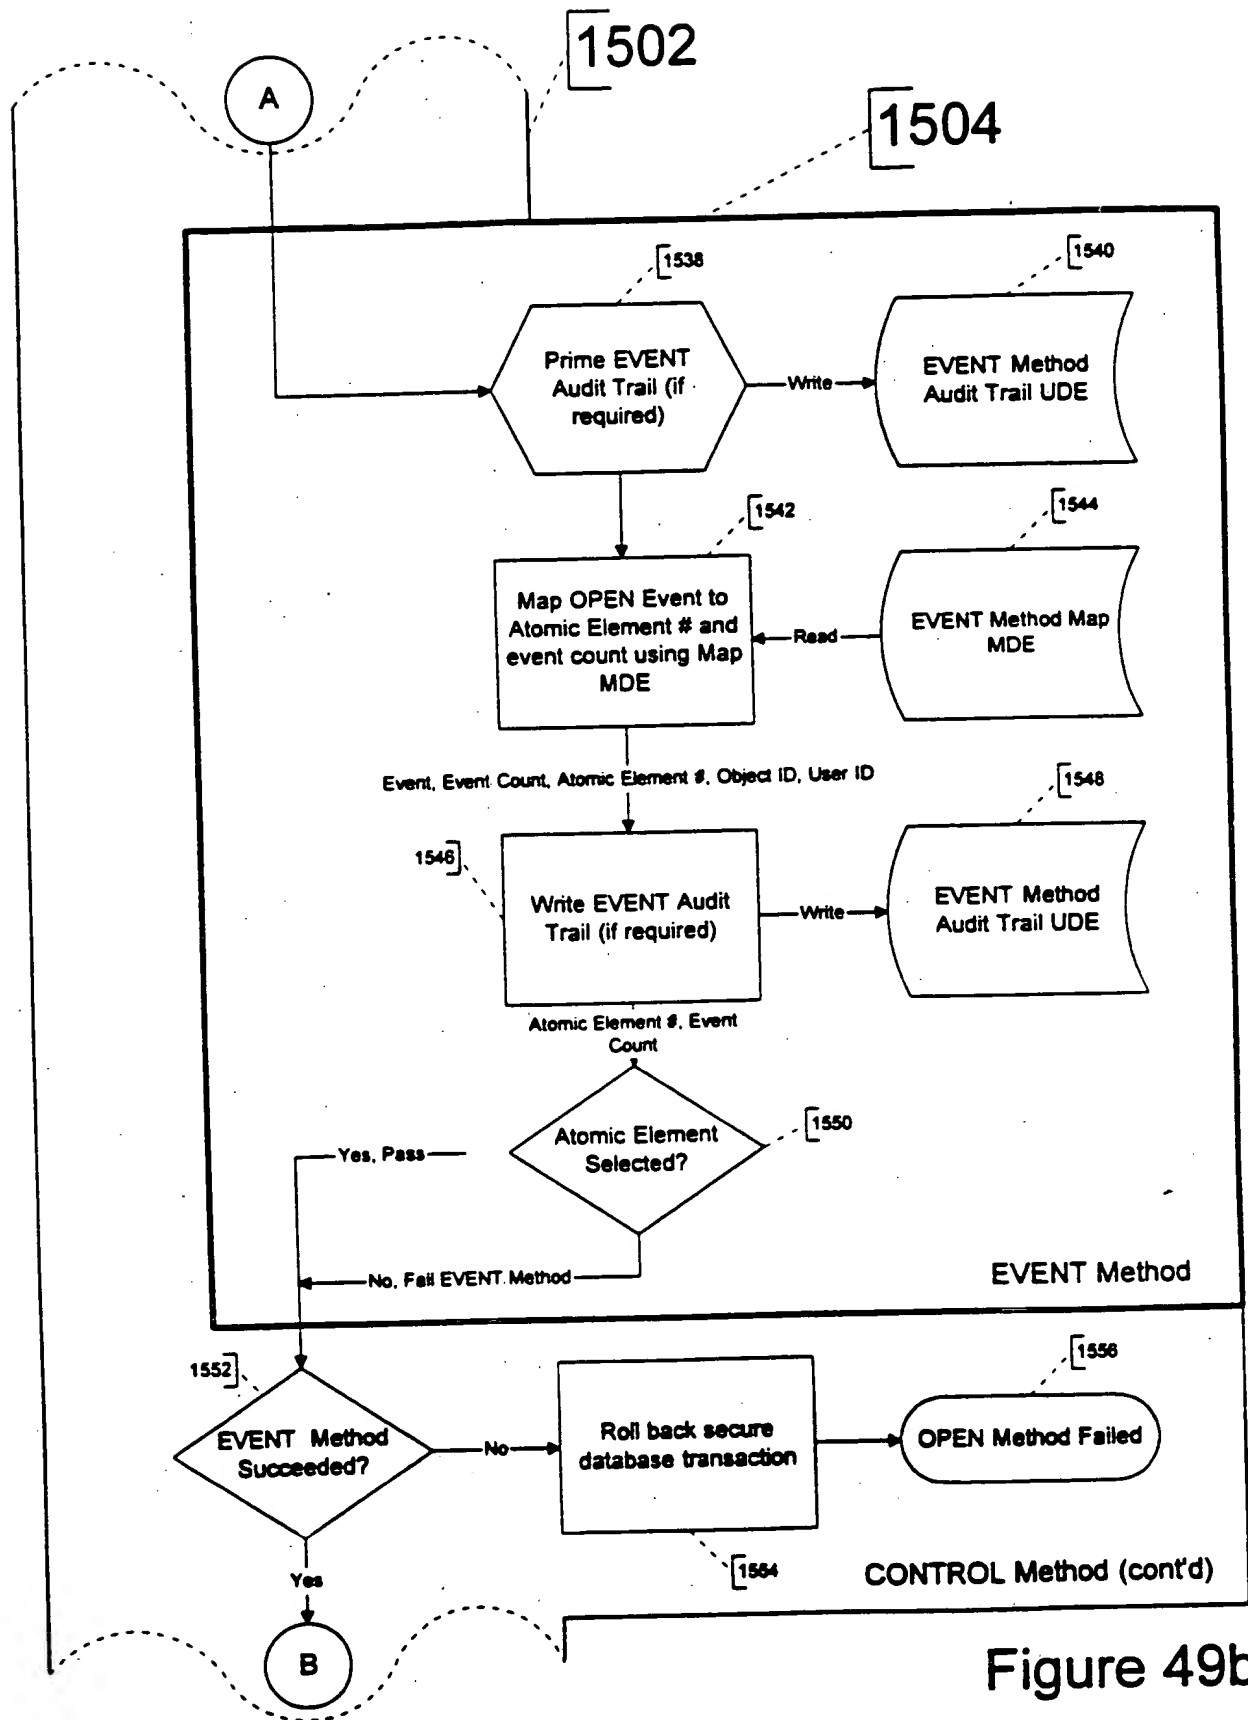 1502
A
1504
1538
1540
Prime EVENT
Audit Trail (if
required)
Write
EVENT Method
Audit Trail UDE
1542
1544
Map OPEN Event to
Atomic Element # and
event count using Map
MDE
Read
EVENT Method Map
MDE
Event, Event Count, Atomic Element #, Object ID, User ID
1548
1546
Write EVENT Audit
Trail (if required)
Write
EVENT Method
Audit Trail UDE
Atomic Element #, Event
Count
1550
Atomic Element
Selected?
Yes, Pass
No, Fail EVENT Method
EVENT Method
1552
1556
EVENT Method
Succeeded?
No
Roll back secure
database transaction
OPEN Method Failed
1554
Yes
CONTROL Method (cont'd)
B
Figure 49b